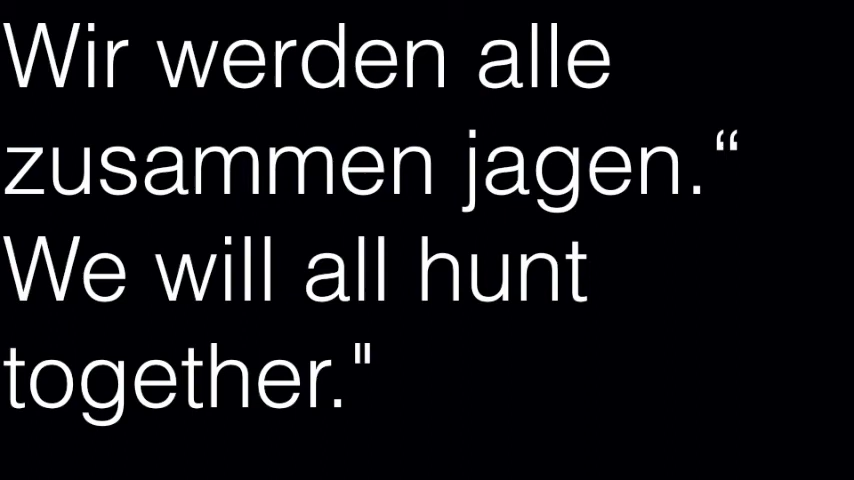 Wir werden alle
zusammen jagen.“
We will all hunt
together."